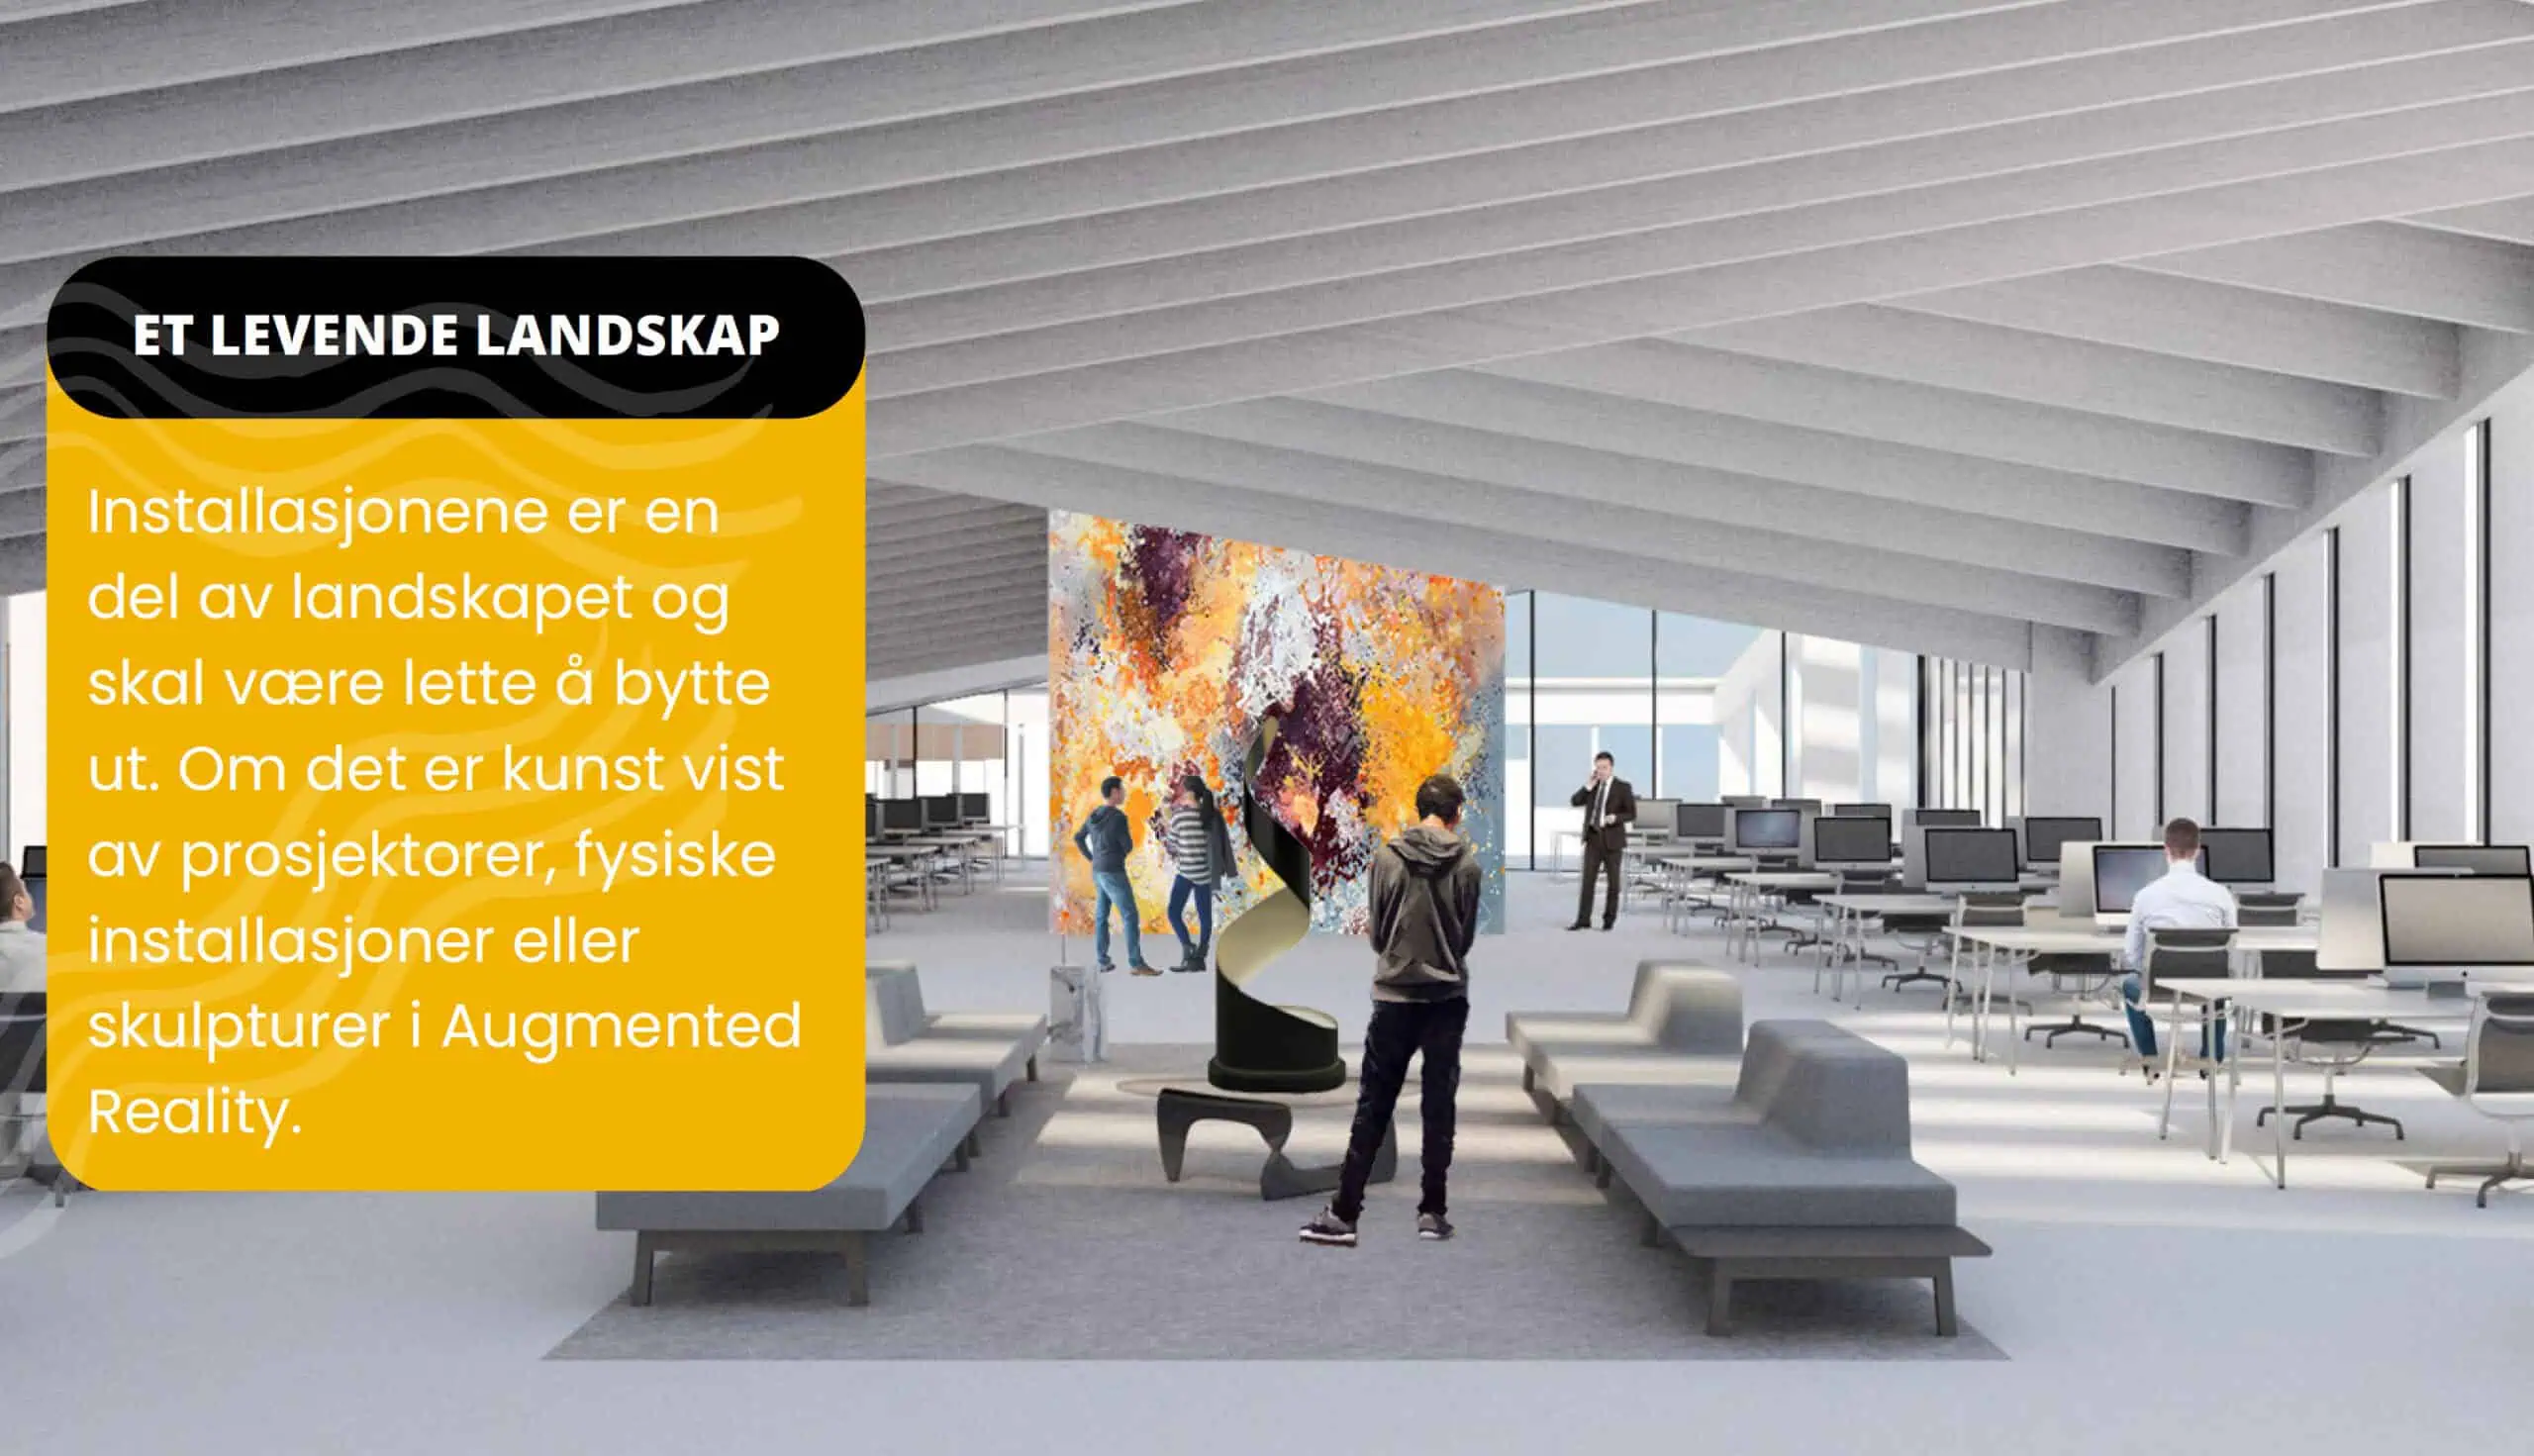 ET LEVENDE LANDSKAP
Installasjonene er en
del av landskapet og
skal være lette å bytte
ut. Om det er kunst vist
av prosjektorer, fysiske
installasjoner eller
skulpturer i Augmented
Reality.